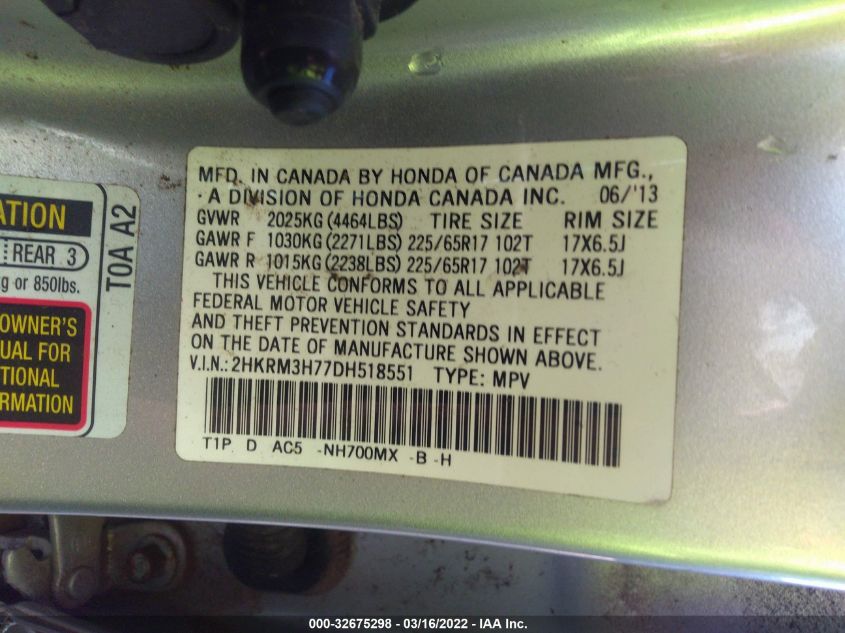 MFD. IN CANADA BY HONDA OF CANADA MFG.,
A DIVISION OF HONDA CANADA INC. 06/'13
GVWR 2025KG(4464LBS) TIRE SIZE RIM SIZE
GAWR F 1030KG(2271LBS) 225/65R17 102T 17X6.5J
GAWR R 1015KG(2238LBS) 225/65R17 102T 17X6.5J
THIS VEHICLE CONFORMS TO ALL APPLICABLE
FEDERAL MOTOR VEHICLE SAFETY
AND THEFT PREVENTION STANDARDS IN EFFECT
ON THE DATE OF MANUFACTURE SHOWN ABOVE.
V.I.N.:2HKRM3H77DH518551 TYPE: MPV
T1P D AC5 -NH700MX -B -H
ATION
REAR 3
g or 850lbs.
OWNER'S
UAL FOR
TIONAL
ORMATION
T0A A2
000-32675298 - 03/16/2022 - IAA Inc.